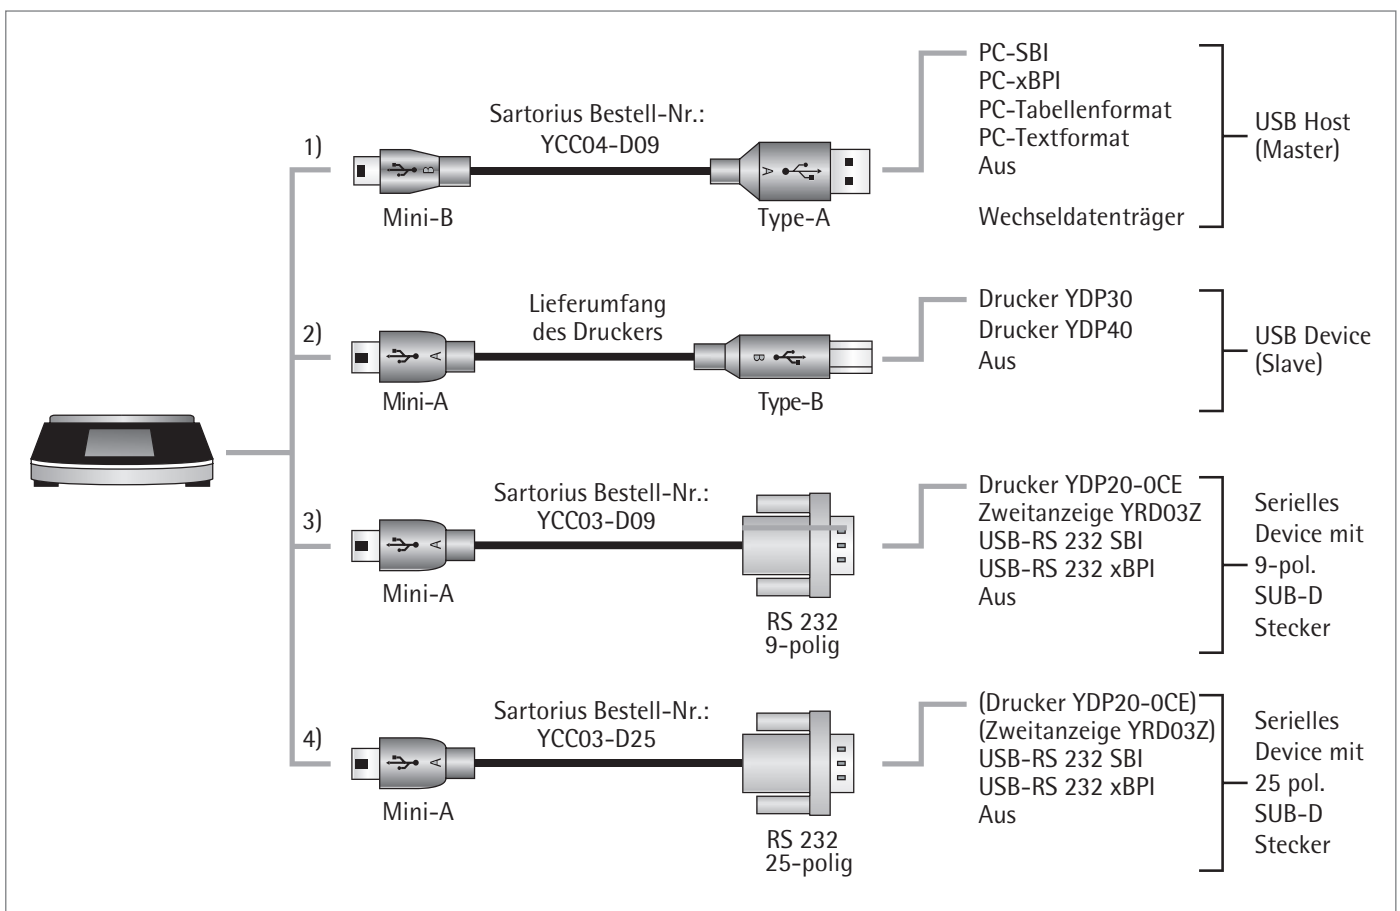 1)
Sartorius Bestell-Nr.:
YCC04-D09
B
A
Mini-B
Type-A
PC-SBI
PC-xBPI
PC-Tabellenformat
PC-Textformat
Aus
Wechseldatenträger
USB Host
(Master)
2)
Lieferumfang
des Druckers
A
B
Mini-A
Type-B
Drucker YDP30
Drucker YDP40
Aus
USB Device
(Slave)
3)
Sartorius Bestell-Nr.:
YCC03-D09
A
Mini-A
RS 232
9-polig
Drucker YDP20-0CE
Zweitanzeige YRD03Z
USB-RS 232 SBI
USB-RS 232 xBPI
Aus
Serielles
Device mit
9-pol.
SUB-D
Stecker
4)
Sartorius Bestell-Nr.:
YCC03-D25
A
Mini-A
RS 232
25-polig
(Drucker YDP20-0CE)
(Zweitanzeige YRD03Z)
USB-RS 232 SBI
USB-RS 232 xBPI
Aus
Serielles
Device mit
25 pol.
SUB-D
Stecker